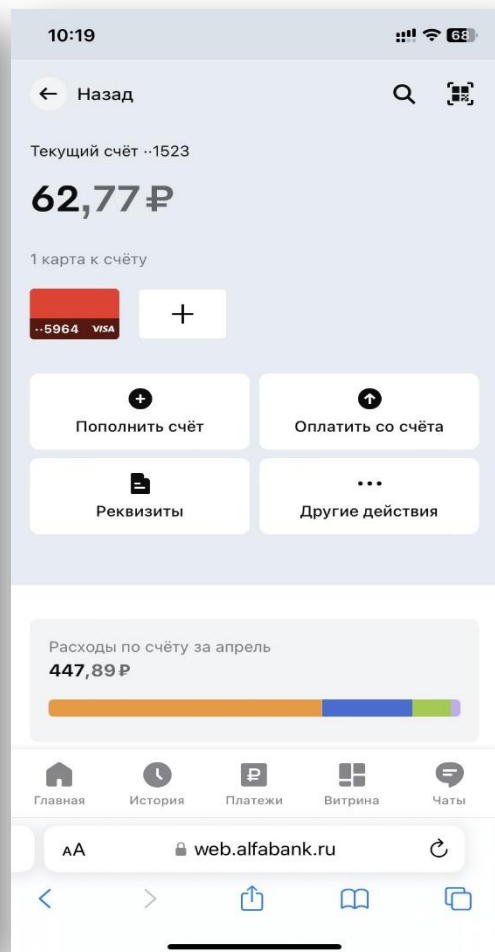 10:19
68
Назад
Текущий счёт ··1523
62,77 ₽
1 карта к счёту
··5964 VISA
Пополнить счёт
Оплатить со счёта
Реквизиты
Другие действия
Расходы по счёту за апрель
447,89 ₽
Главная История Платежи Витрина Чаты
AA web.alfabank.ru